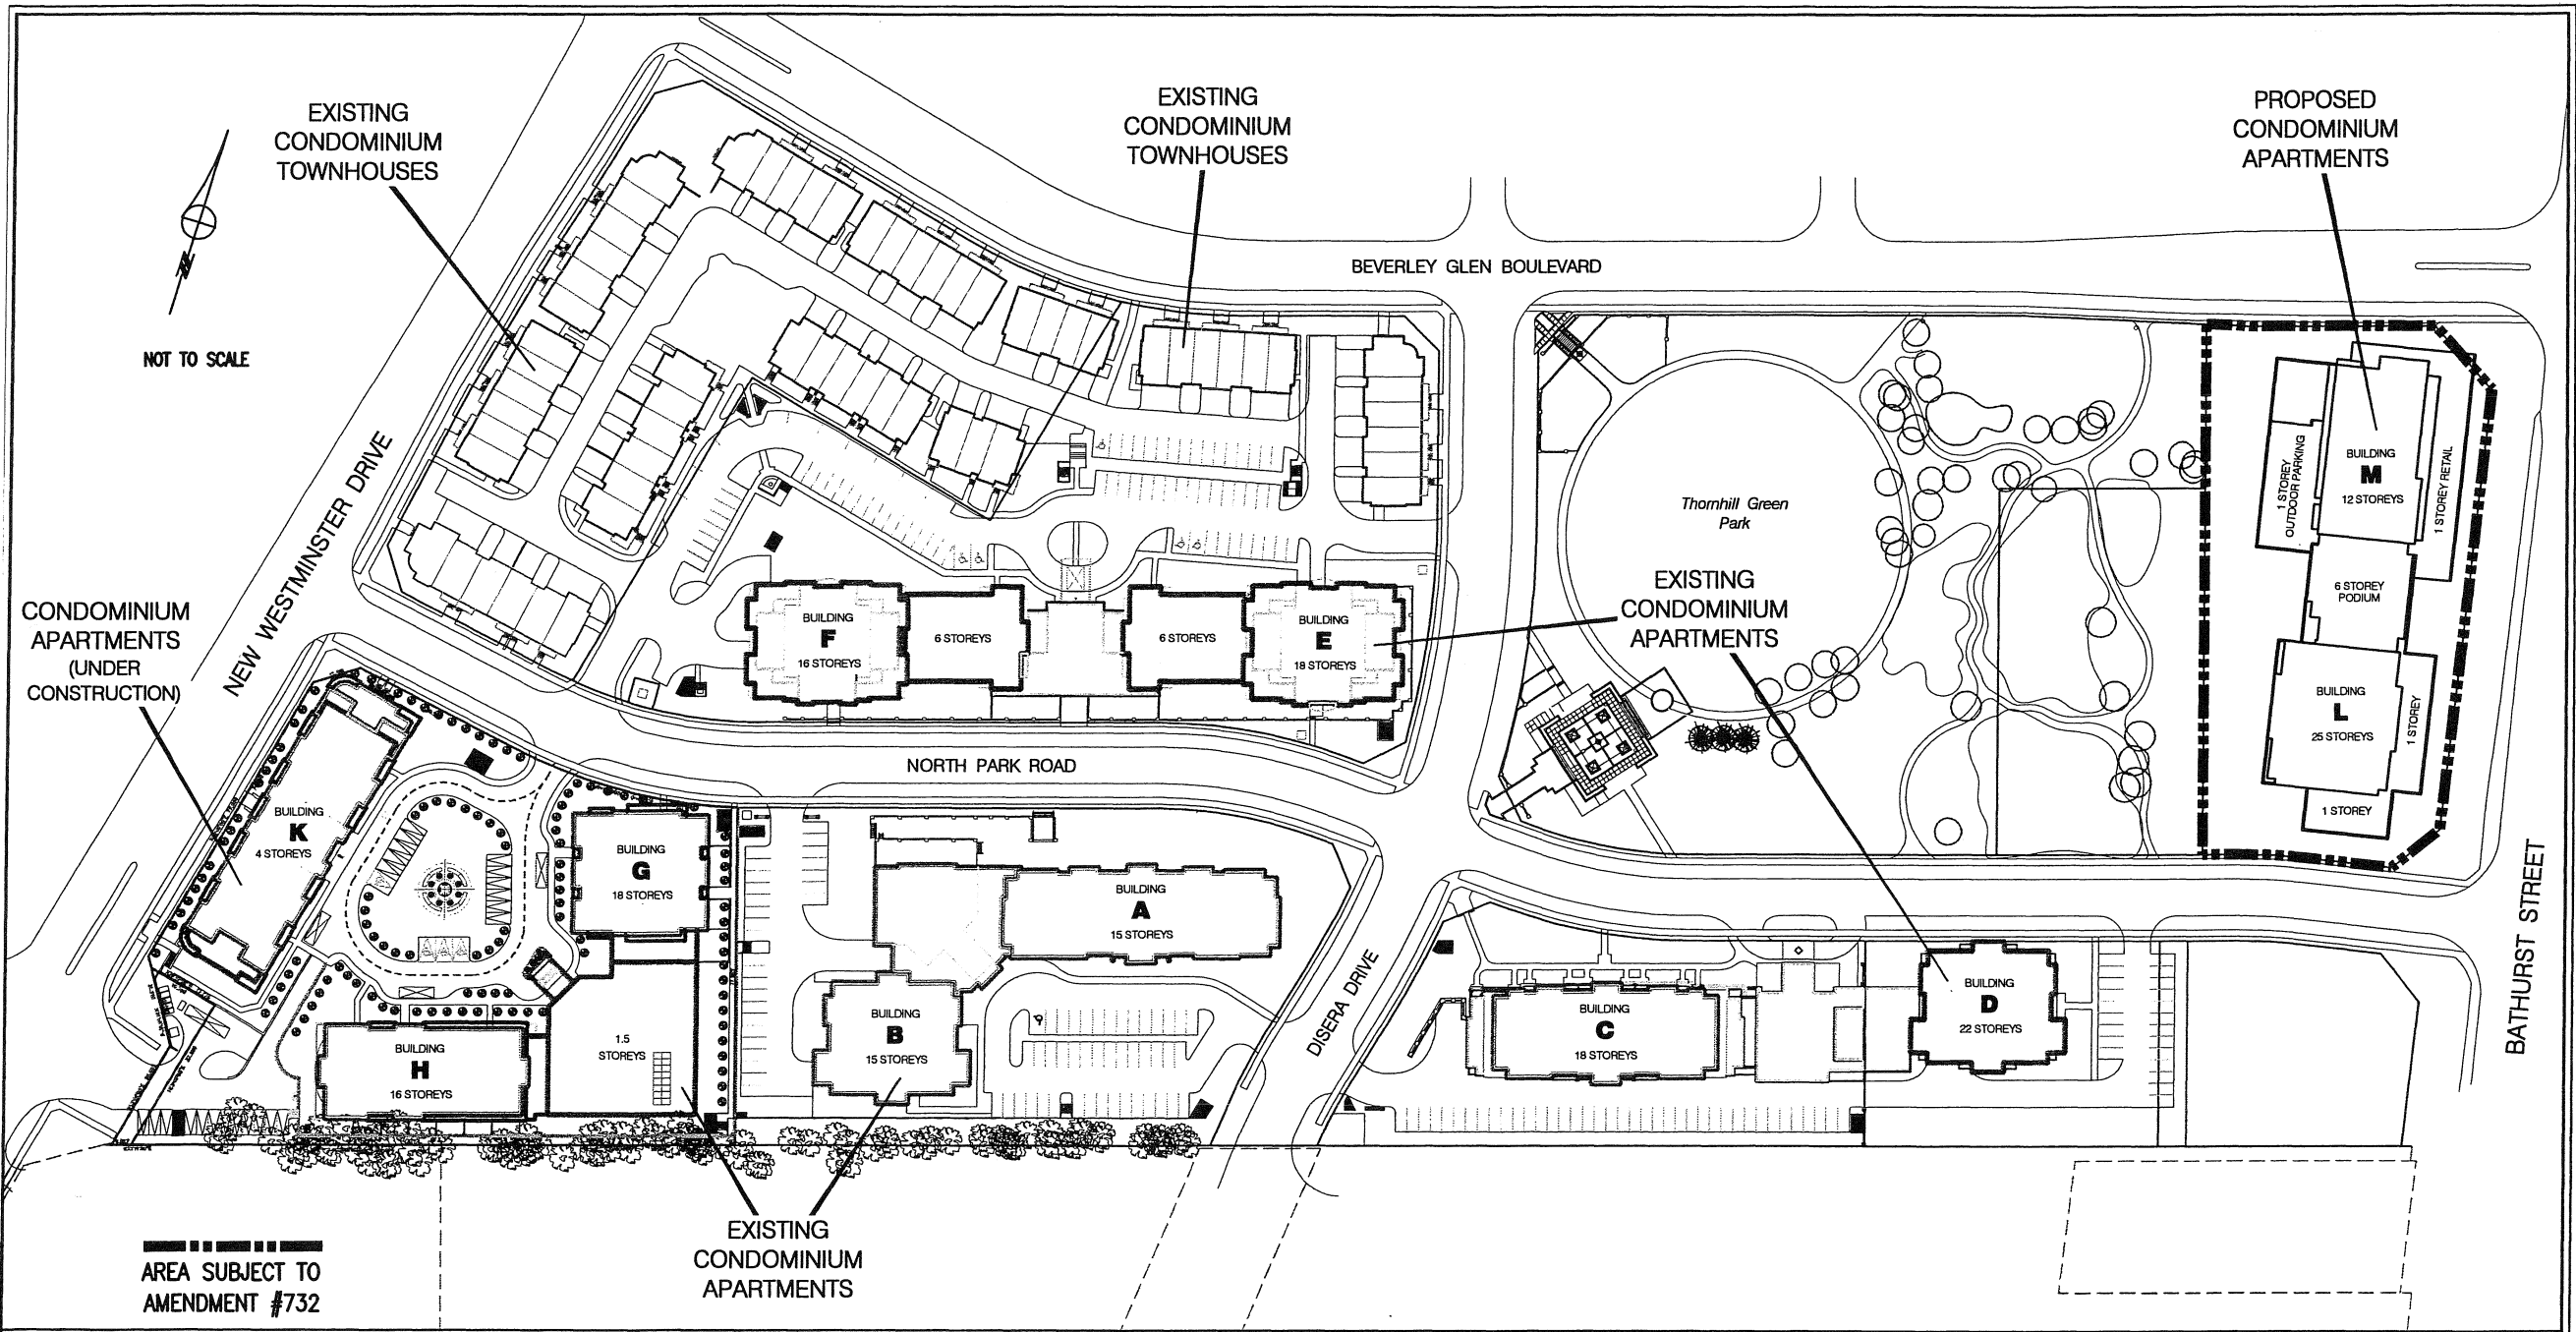 EXISTING
CONDOMINIUM
TOWNHOUSES
EXISTING
CONDOMINIUM
TOWNHOUSES
PROPOSED
CONDOMINIUM
APARTMENTS
NOT TO SCALE
BEVERLEY GLEN BOULEVARD
NEW WESTMINSTER DRIVE
Thornhill Green
Park
BUILDING
M
12 STOREYS
1 STOREY
OUTDOOR PARKING
1 STOREY RETAIL
6 STOREY
PODIUM
BUILDING
L
25 STOREYS
1 STOREY
1 STOREY
EXISTING
CONDOMINIUM
APARTMENTS
CONDOMINIUM
APARTMENTS
(UNDER
CONSTRUCTION)
BUILDING
F
16 STOREYS
6 STOREYS
6 STOREYS
BUILDING
E
18 STOREYS
NORTH PARK ROAD
BUILDING
K
4 STOREYS
BUILDING
G
18 STOREYS
BUILDING
A
15 STOREYS
BUILDING
B
15 STOREYS
BUILDING
H
16 STOREYS
1.5
STOREYS
DISERA DRIVE
BUILDING
C
18 STOREYS
BUILDING
D
22 STOREYS
BATHURST STREET
EXISTING
CONDOMINIUM
APARTMENTS
AREA SUBJECT TO
AMENDMENT #732